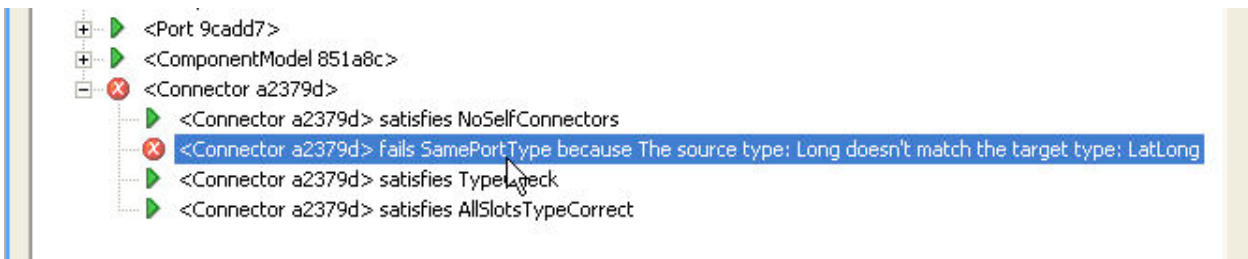 <Port 9cadd7>
<ComponentModel 851a8c>
<Connector a2379d>
<Connector a2379d> satisfies NoSelfConnectors
<Connector a2379d> fails SamePortType because The source type: Long doesn't match the target type: LatLong
<Connector a2379d> satisfies TypeCheck
<Connector a2379d> satisfies AllSlotsTypeCorrect